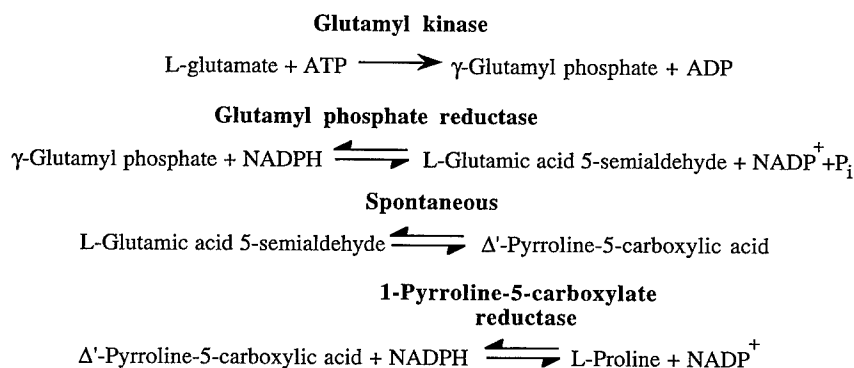 Glutamyl kinase
L-glutamate + ATP ⟶ γ-Glutamyl phosphate + ADP
Glutamyl phosphate reductase
γ-Glutamyl phosphate + NADPH ⇌ L-Glutamic acid 5-semialdehyde + NADP⁺+Pᵢ
Spontaneous
L-Glutamic acid 5-semialdehyde ⇌ Δ'-Pyrroline-5-carboxylic acid
1-Pyrroline-5-carboxylate
reductase
Δ'-Pyrroline-5-carboxylic acid + NADPH ⇌ L-Proline + NADP⁺